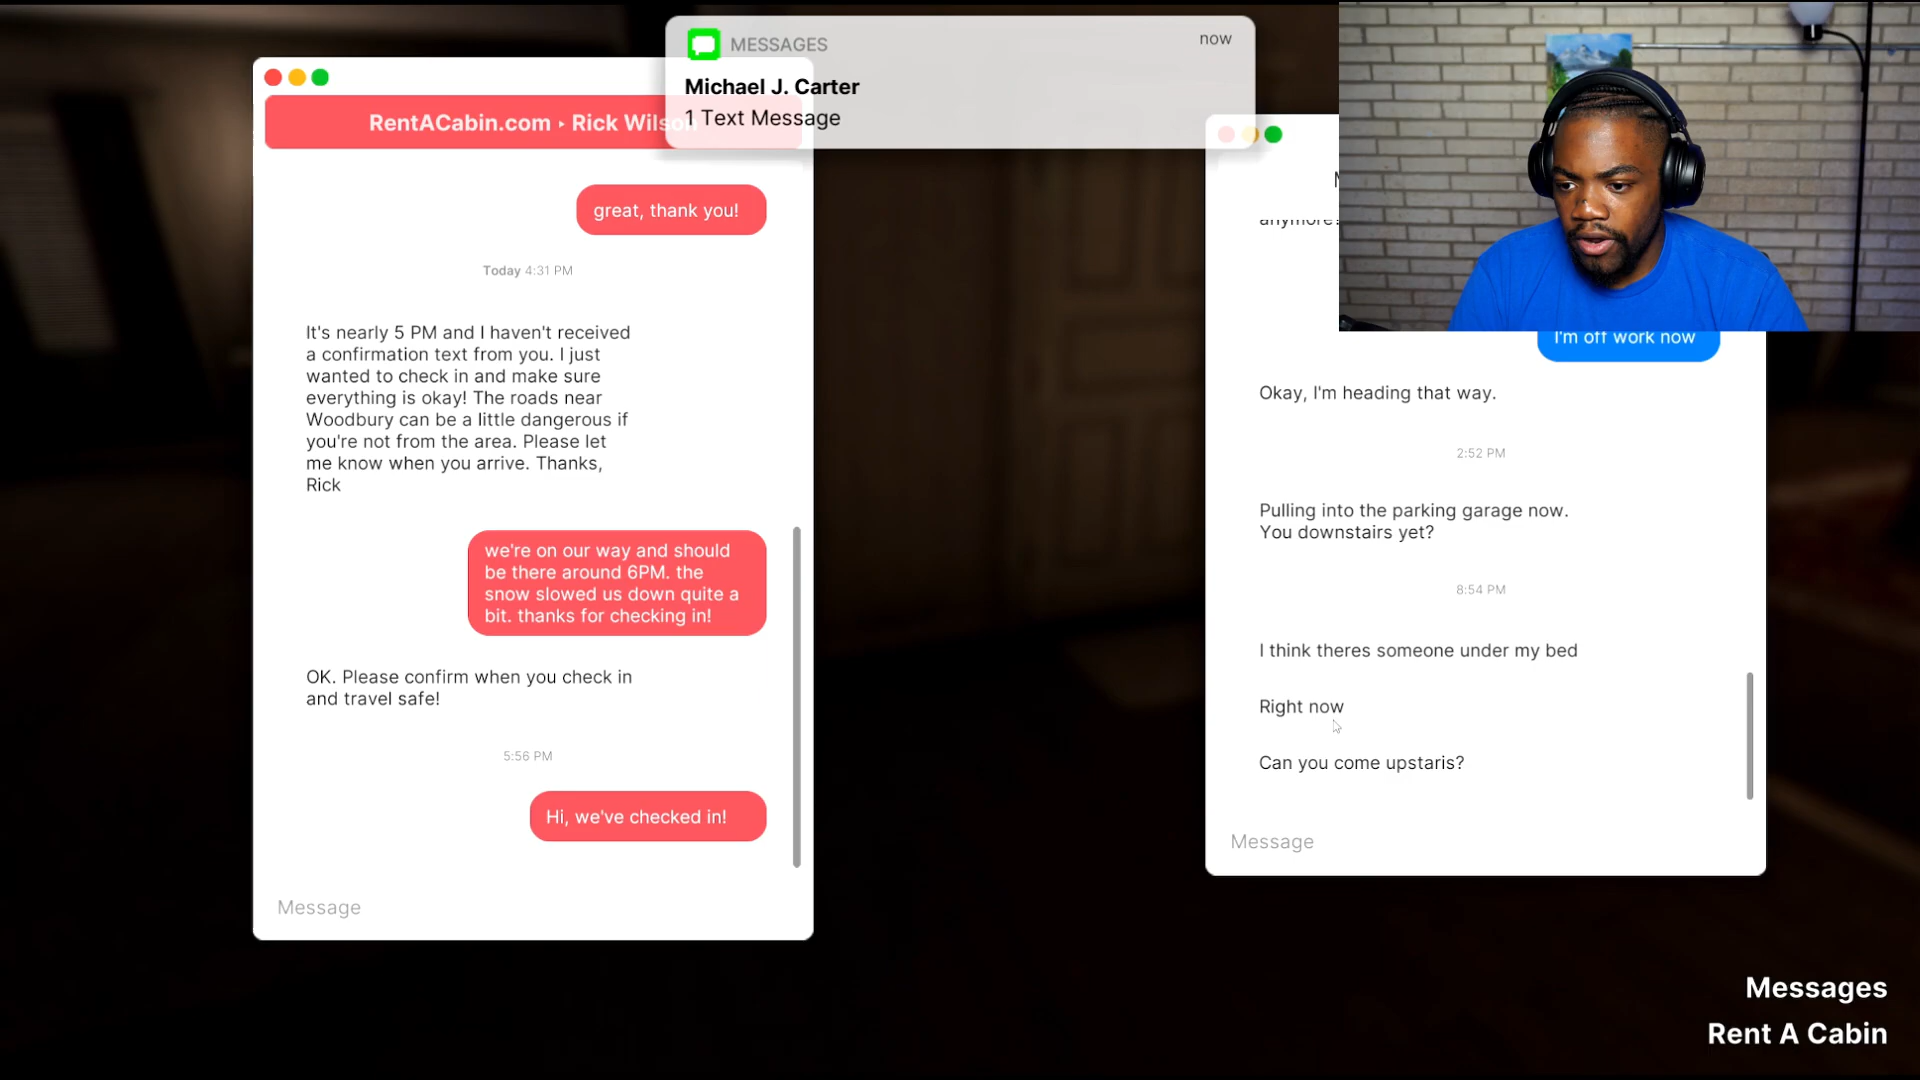 MESSAGES
now
Michael J. Carter
1 Text Message
RentACabin.com ▸ Rick Wilson
great, thank you!
Today 4:31 PM
It's nearly 5 PM and I haven't received
a confirmation text from you. I just
wanted to check in and make sure
everything is okay! The roads near
Woodbury can be a little dangerous if
you're not from the area. Please let
me know when you arrive. Thanks,
Rick
we're on our way and should
be there around 6PM. the
snow slowed us down quite a
bit. thanks for checking in!
OK. Please confirm when you check in
and travel safe!
5:56 PM
Hi, we've checked in!
Message
anymore?
I'm off work now
Okay, I'm heading that way.
2:52 PM
Pulling into the parking garage now.
You downstairs yet?
8:54 PM
I think theres someone under my bed
Right now
Can you come upstaris?
Message
Messages
Rent A Cabin